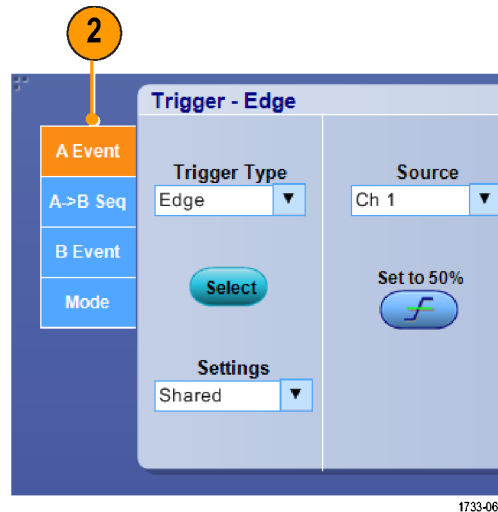 2
Trigger - Edge
A Event
A->B Seq
B Event
Mode
Trigger Type
Edge
Select
Settings
Shared
Source
Ch 1
Set to 50%
1733-06